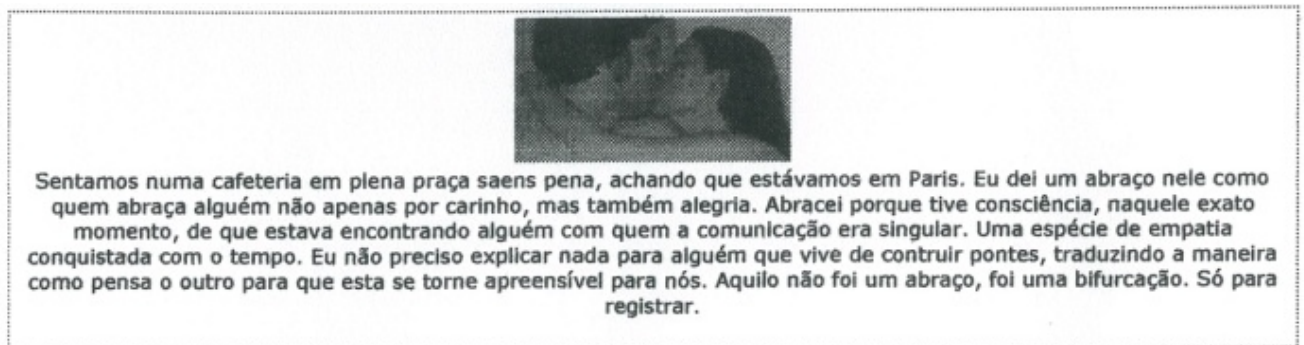 Sentamos numa cafeteria em plena praça saens pena, achando que estávamos em Paris. Eu dei um abraço nele como
quem abraça alguém não apenas por carinho, mas também alegria. Abracei porque tive consciência, naquele exato
momento, de que estava encontrando alguém com quem a comunicação era singular. Uma espécie de empatia
conquistada com o tempo. Eu não preciso explicar nada para alguém que vive de contruir pontes, traduzindo a maneira
como pensa o outro para que esta se torne apreensível para nós. Aquilo não foi um abraço, foi uma bifurcação. Só para
registrar.